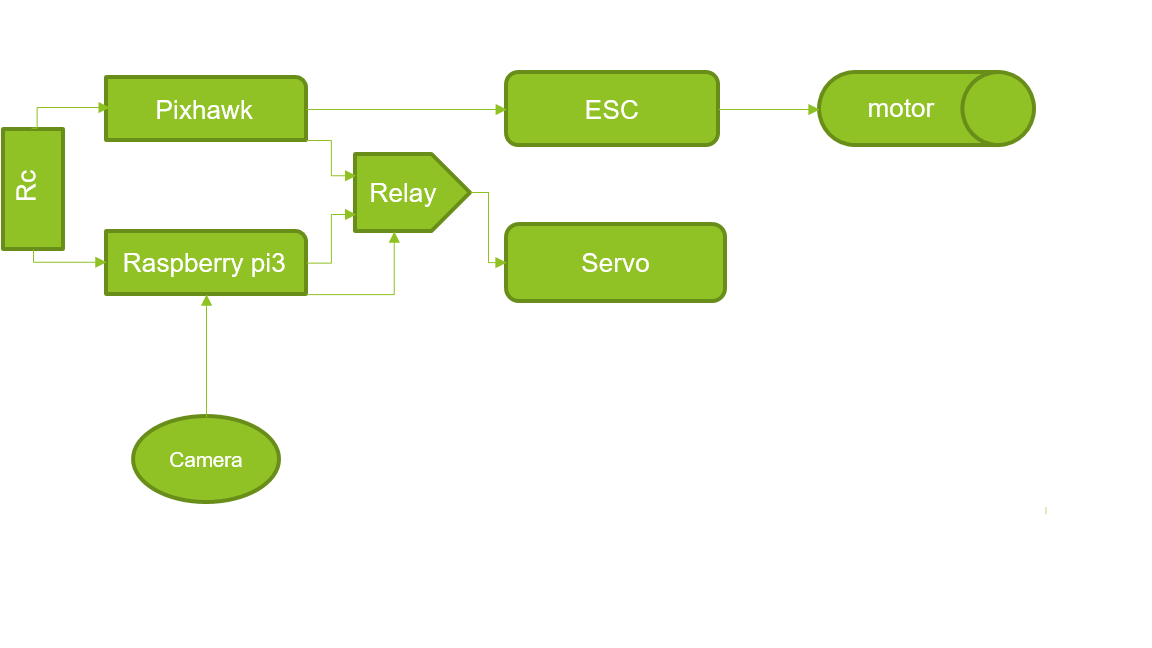 Pixhawk
ESC
motor
Rc
Relay
Raspberry pi3
Servo
Camera